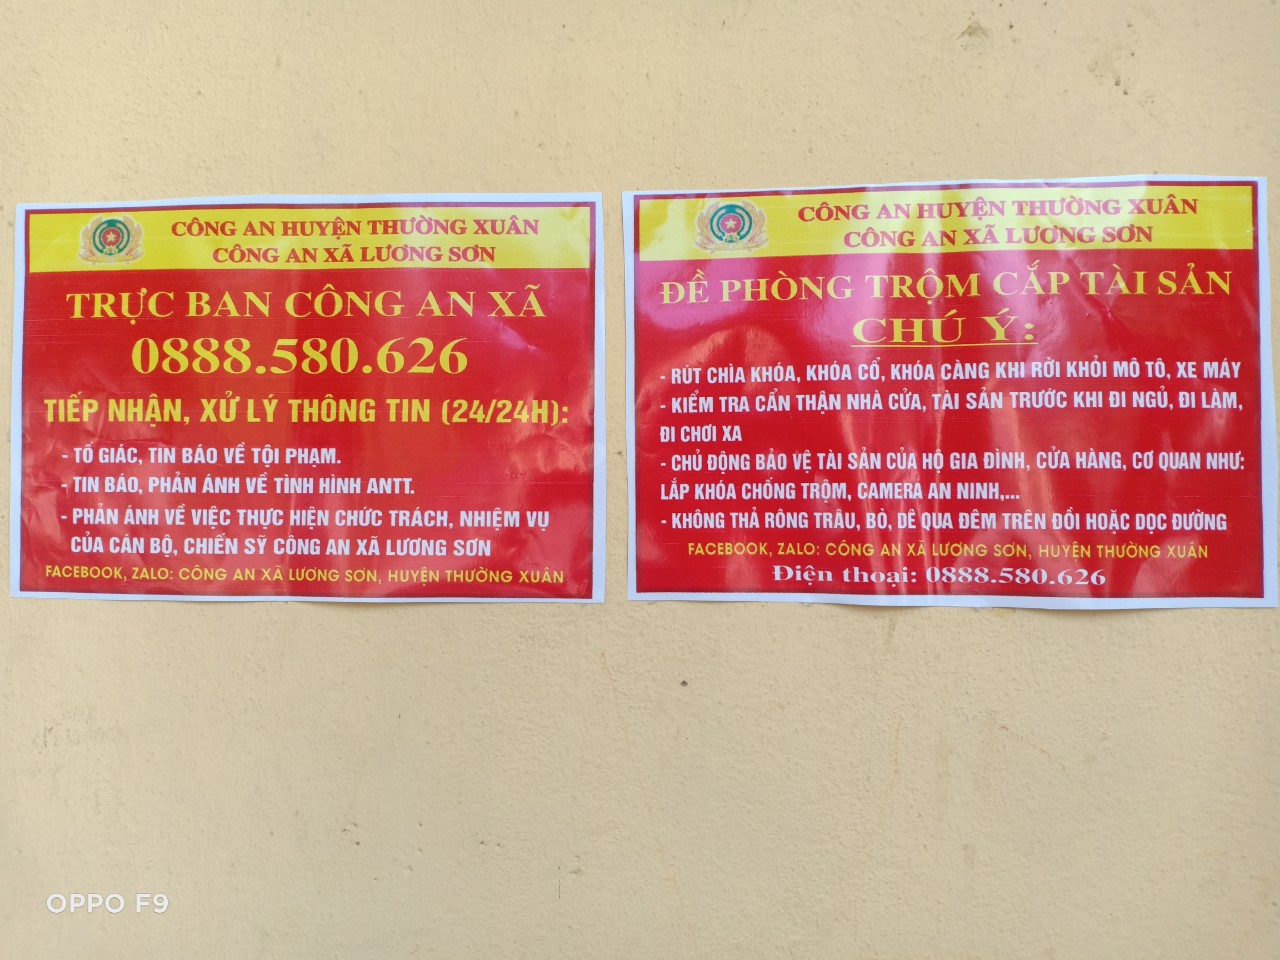 CÔNG AN HUYỆN THƯỜNG XUÂN
CÔNG AN XÃ LƯƠNG SƠN
TRỰC BAN CÔNG AN XÃ
0888.580.626
TIẾP NHẬN, XỬ LÝ THÔNG TIN (24/24H):
- TỐ GIÁC, TIN BÁO VỀ TỘI PHẠM.
- TIN BÁO, PHẢN ÁNH VỀ TÌNH HÌNH ANTT.
- PHẢN ÁNH VỀ VIỆC THỰC HIỆN CHỨC TRÁCH, NHIỆM VỤ
CỦA CÁN BỘ, CHIẾN SỸ CÔNG AN XÃ LƯƠNG SƠN
FACEBOOK, ZALO: CÔNG AN XÃ LƯƠNG SƠN, HUYỆN THƯỜNG XUÂN
CÔNG AN HUYỆN THƯỜNG XUÂN
CÔNG AN XÃ LƯƠNG SƠN
ĐỀ PHÒNG TRỘM CẮP TÀI SẢN
CHÚ Ý:
- RÚT CHÌA KHÓA, KHÓA CỔ, KHÓA CÀNG KHI RỜI KHỎI MÔ TÔ, XE MÁY
- KIỂM TRA CẨN THẬN NHÀ CỬA, TÀI SẢN TRƯỚC KHI ĐI NGỦ, ĐI LÀM,
ĐI CHƠI XA
- CHỦ ĐỘNG BẢO VỆ TÀI SẢN CỦA HỘ GIA ĐÌNH, CỬA HÀNG, CƠ QUAN NHƯ:
LẮP KHÓA CHỐNG TRỘM, CAMERA AN NINH,...
- KHÔNG THẢ RÔNG TRÂU, BÒ, DÊ QUA ĐÊM TRÊN ĐỒI HOẶC DỌC ĐƯỜNG
FACEBOOK, ZALO: CÔNG AN XÃ LƯƠNG SƠN, HUYỆN THƯỜNG XUÂN
Điện thoại: 0888.580.626
OPPO F9